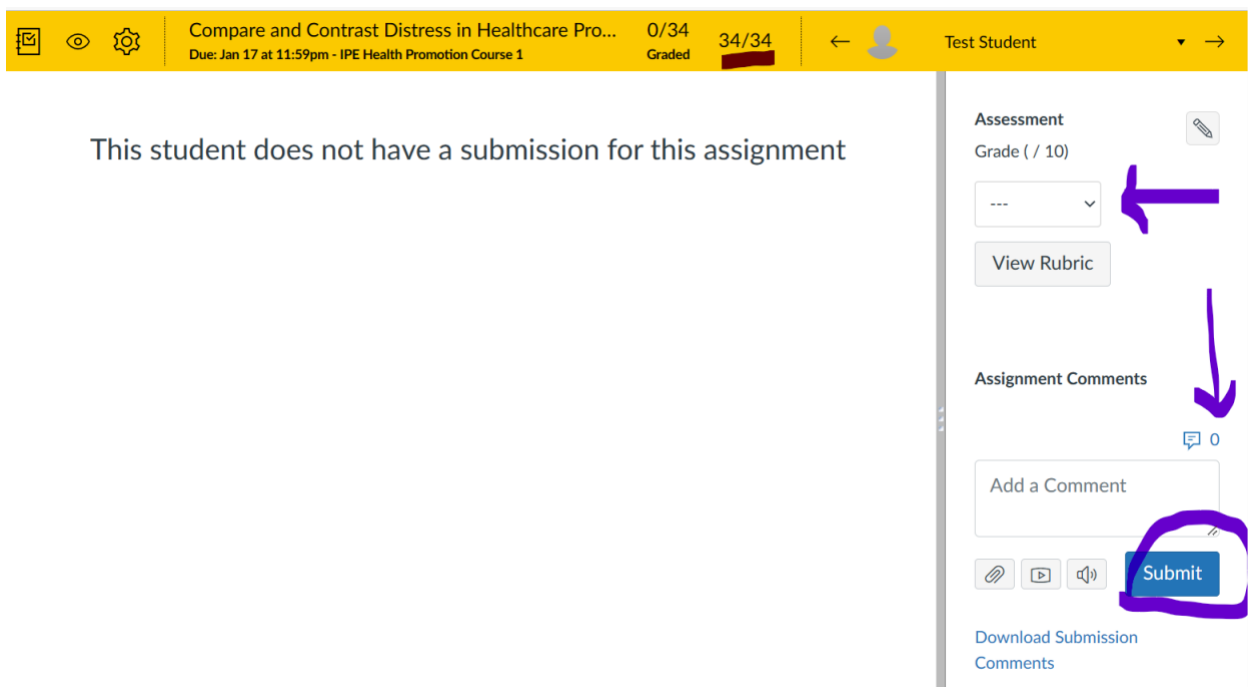 Compare and Contrast Distress in Healthcare Pro...
Due: Jan 17 at 11:59pm - IPE Health Promotion Course 1
0/34
Graded
34/34
Test Student
This student does not have a submission for this assignment
Assessment
Grade ( / 10)
---
View Rubric
Assignment Comments
0
Add a Comment
Submit
Download Submission
Comments